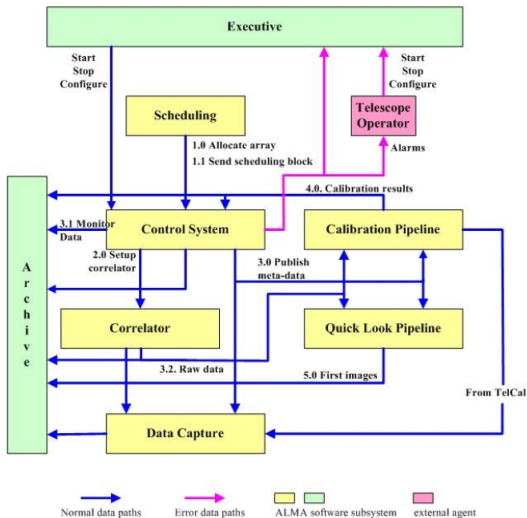 Executive
Start
Stop
Configure
Start
Stop
Configure
Scheduling
Telescope
Operator
1.0 Allocate array
1.1 Send scheduling block
Alarms
4.0. Calibration results
Archive
3.1 Monitor
Data
Control System
Calibration Pipeline
2.0 Setup
correlator
3.0 Publish
meta-data
Correlator
Quick Look Pipeline
3.2. Raw data
5.0 First images
From TelCal
Data Capture
Normal data paths
Error data paths
ALMA software subsystem
external agent